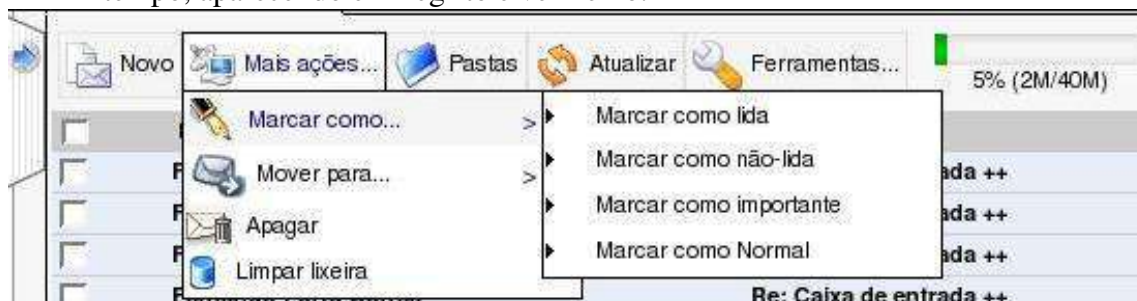 Novo Mais ações... Pastas Atualizar Ferramentas... 5% (2M/40M)
Marcar como... >
Marcar como lida
Marcar como não-lida
Mover para... >
ada ++
Marcar como importante
ada ++
Apagar
Marcar como Normal
ada ++
Limpar lixeira
Re: Caixa de entrada ++